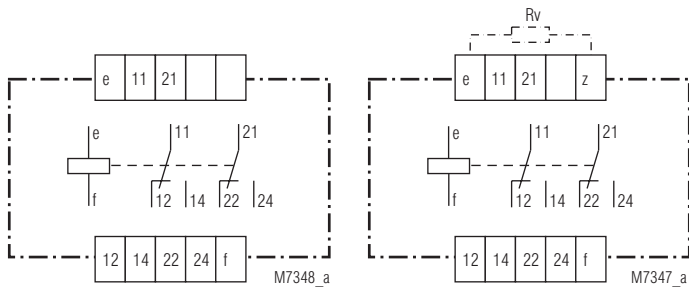 Rv
e 11 21
e 11 21 z
e 11 21
e 11 21
f 12 14 22 24
f 12 14 22 24
12 14 22 24 f
12 14 22 24 f
M7348_a
M7347_a